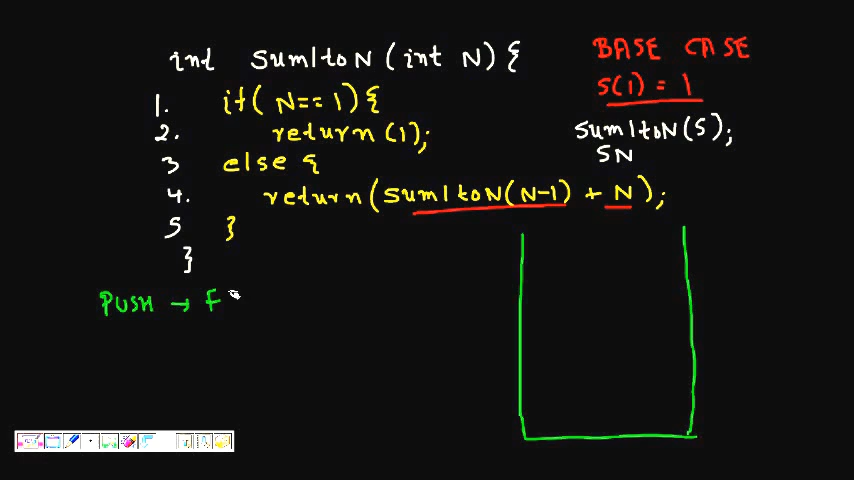 int sum1toN (int N) {
1. if( N==1) {
2. return (1);
3 else {
4. return (sum1toN(N-1) + N);
5 }
}
PUSH → F
BASE CASE
S(1) = 1
sum1toN(5);
SN